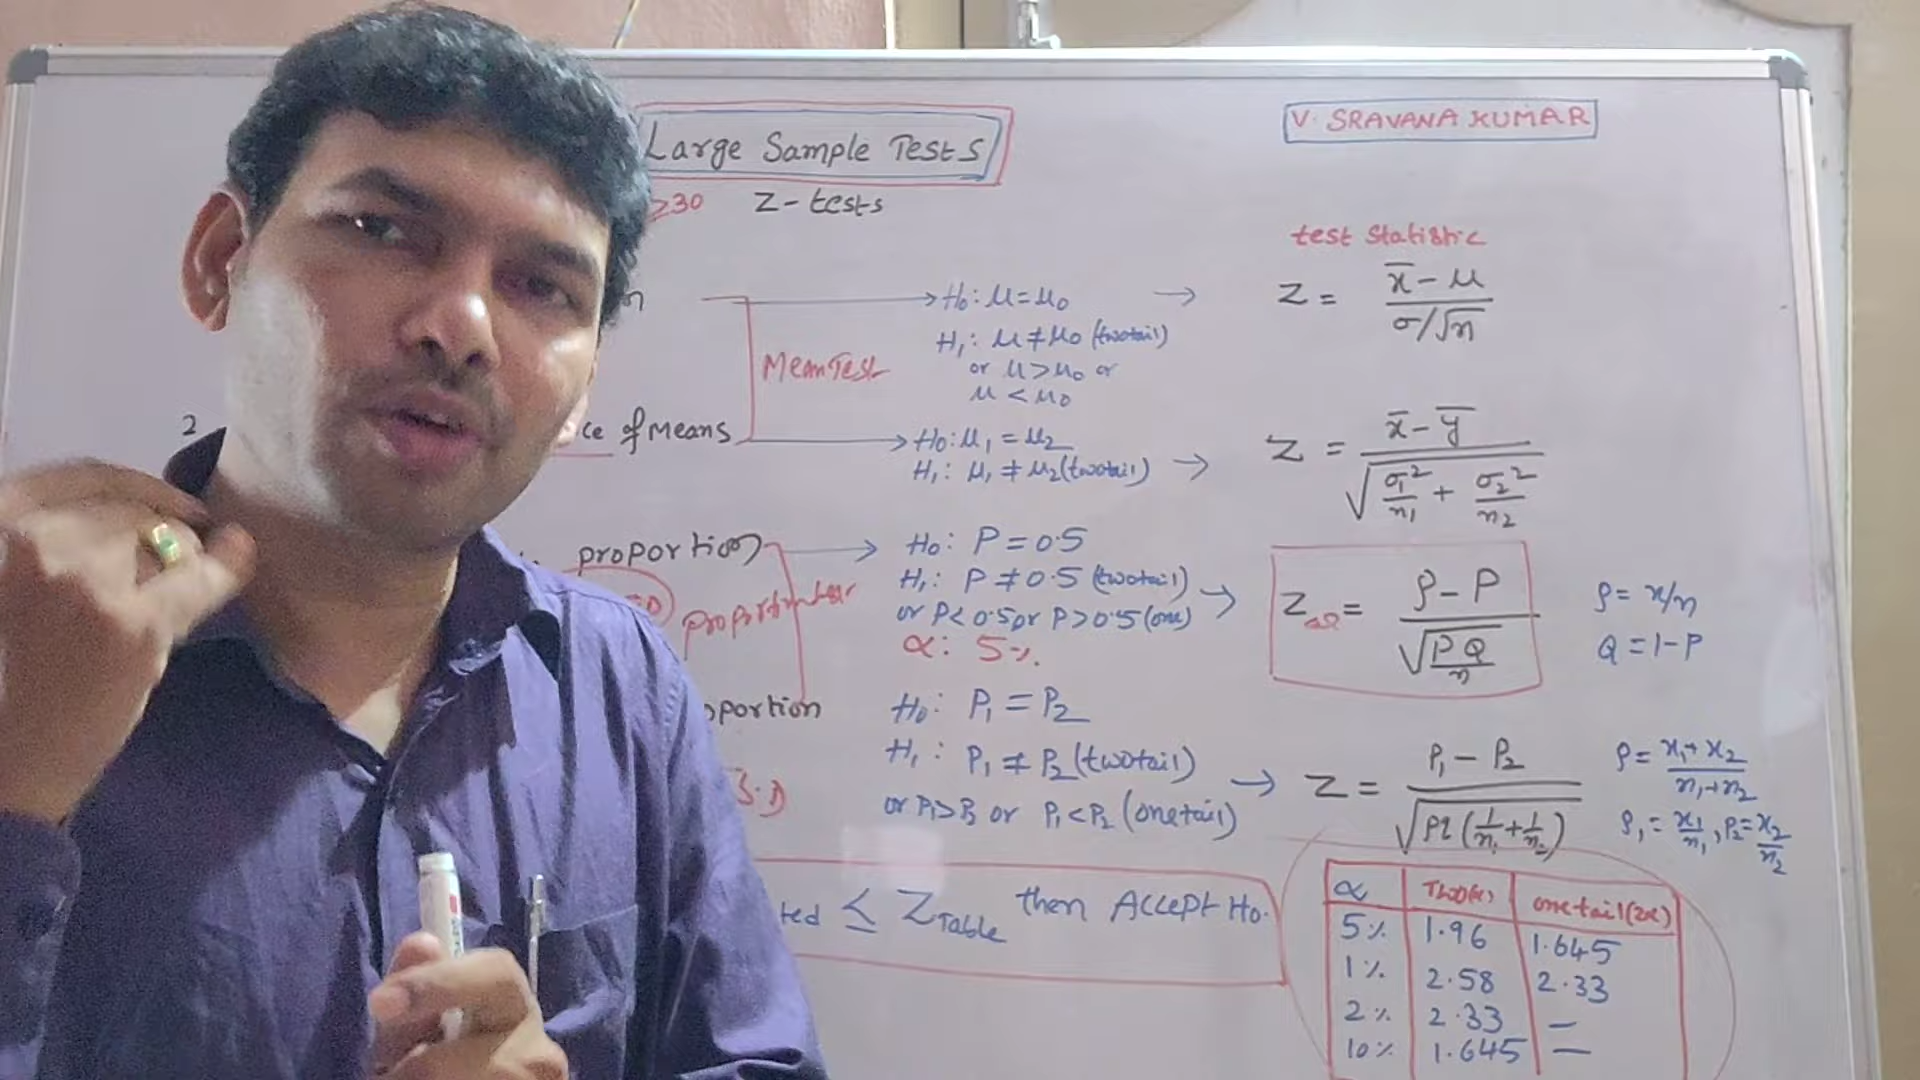 Large Sample Tests
V. SRAVANA KUMAR
≥30 Z-tests
test Statistic
H₀: μ=μ₀ → Z = (x̄ - μ) / (σ/√n)
H₁: μ≠μ₀ (twotail)
or μ>μ₀ or
μ<μ₀
Mean Test
2
ce of Means
H₀: μ₁ = μ₂
H₁: μ₁ ≠ μ₂ (twotail) → Z = (x̄ - ȳ) / √(σ₁²/n₁ + σ₂²/n₂)
proportion → H₀: P = 0.5
H₁: P ≠ 0.5 (twotail) →
or P<0.5 or P>0.5 (one)
α: 5%.
Z = (p - P) / √(PQ/n)
p = x/n
Q = 1-P
oportion
H₀: P₁ = P₂
H₁: P₁ ≠ P₂ (twotail) →
or P₁>P₂ or P₁<P₂ (onetail)
S.D
Z = (p₁ - p₂) / √(pq(1/n₁+1/n₂))
p = (x₁+x₂) / (n₁+n₂)
p₁ = x₁/n₁, p₂ = x₂/n₂
ted ≤ Z Table then Accept H₀.
α Two(α) one tail(2α)
5% 1.96 1.645
1% 2.58 2.33
2% 2.33 —
10% 1.645 —